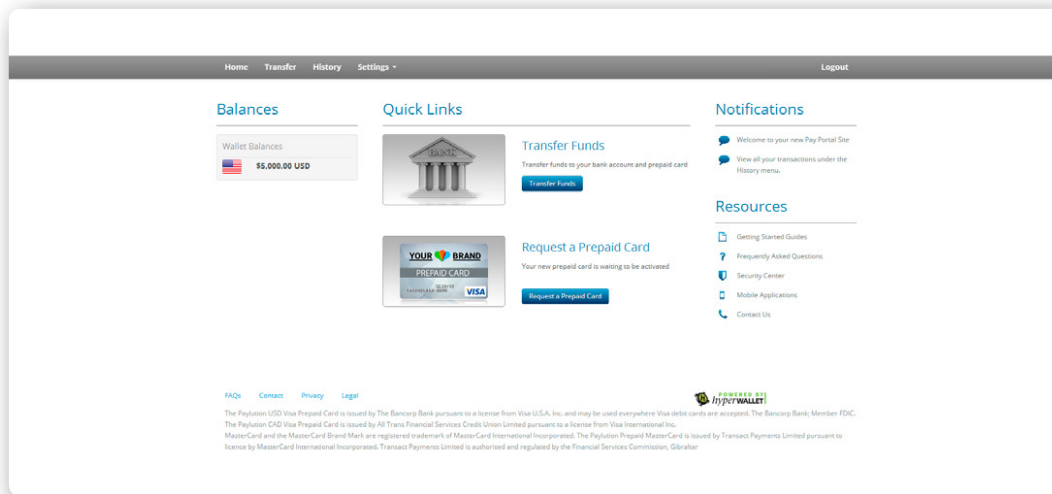 Home Transfer History Settings Logout
Balances
Wallet Balances
$5,000.00 USD
Quick Links
BANK
Transfer Funds
Transfer funds to your bank account and prepaid card
Transfer Funds
YOUR BRAND
PREPAID CARD
VISA
Request a Prepaid Card
Your new prepaid card is waiting to be activated
Request a Prepaid Card
Notifications
Welcome to your new Pay Portal Site
View all your transactions under the
History menu.
Resources
Getting Started Guides
Frequently Asked Questions
Security Center
Mobile Applications
Contact Us
FAQs Contact Privacy Legal
POWERED BY
hyperWALLET
The Paylution USD Visa Prepaid Card is issued by The Bancorp Bank pursuant to a license from Visa U.S.A. Inc. and may be used everywhere Visa debit cards are accepted. The Bancorp Bank; Member FDIC.
The Paylution CAD Visa Prepaid Card is issued by All Trans Financial Services Credit Union Limited pursuant to a license from Visa International Inc.
MasterCard and the MasterCard Brand Mark are registered trademark of MasterCard International Incorporated. The Paylution Prepaid MasterCard is issued by Transact Payments Limited pursuant to
licence by MasterCard International Incorporated. Transact Payments Limited is authorised and regulated by the Financial Services Commission, Gibraltar